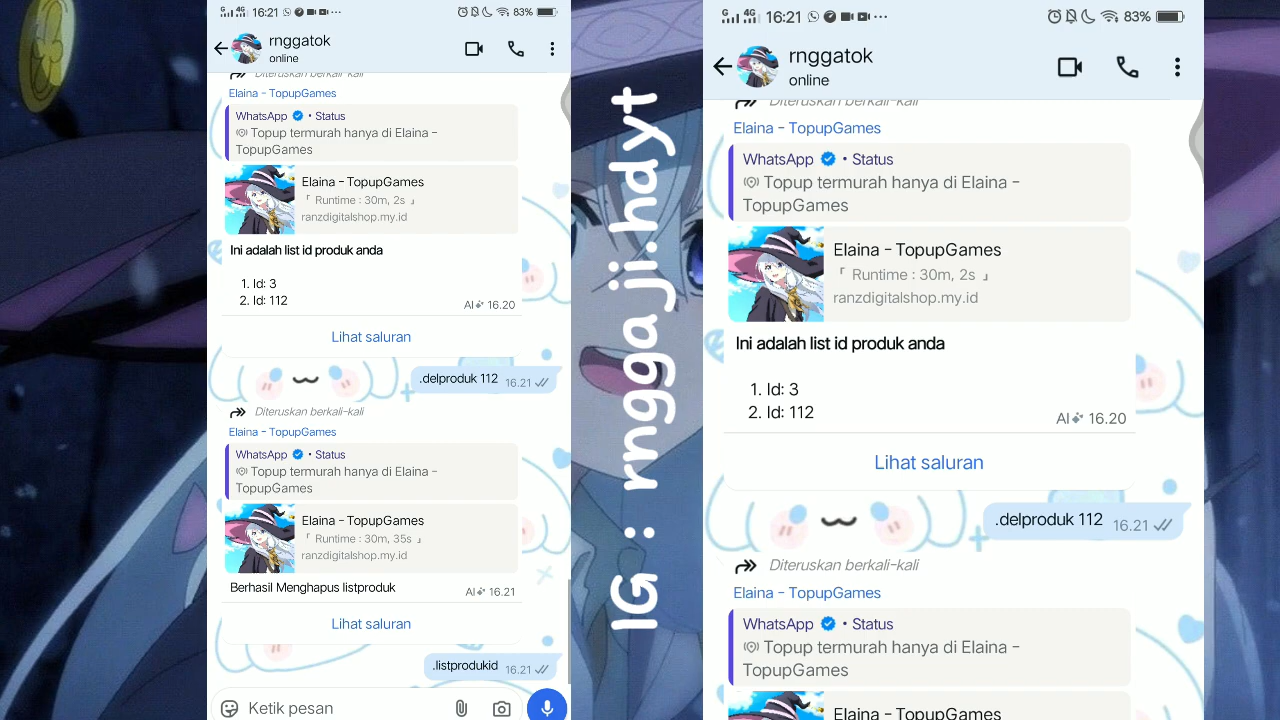 16:21
83%
rnggatok
online
Diteruskan berkali-kali
Elaina - TopupGames
WhatsApp • Status
Topup termurah hanya di Elaina -
TopupGames
Elaina - TopupGames
「 Runtime : 30m, 2s 」
ranzdigitalshop.my.id
Ini adalah list id produk anda
1. Id: 3
2. Id: 112
AI 16.20
Lihat saluran
.delproduk 112 16.21
Diteruskan berkali-kali
Elaina - TopupGames
WhatsApp • Status
Topup termurah hanya di Elaina -
TopupGames
Elaina - TopupGames
「 Runtime : 30m, 35s 」
ranzdigitalshop.my.id
Berhasil Menghapus listproduk
AI 16.21
Lihat saluran
.listprodukid 16.21
Ketik pesan
IG : rnggaji.hdyt
16:21
83%
rnggatok
online
Diteruskan berkali-kali
Elaina - TopupGames
WhatsApp • Status
Topup termurah hanya di Elaina -
TopupGames
Elaina - TopupGames
「 Runtime : 30m, 2s 」
ranzdigitalshop.my.id
Ini adalah list id produk anda
1. Id: 3
2. Id: 112
AI 16.20
Lihat saluran
.delproduk 112 16.21
Diteruskan berkali-kali
Elaina - TopupGames
WhatsApp • Status
Topup termurah hanya di Elaina -
TopupGames
Elaina - TopupGames